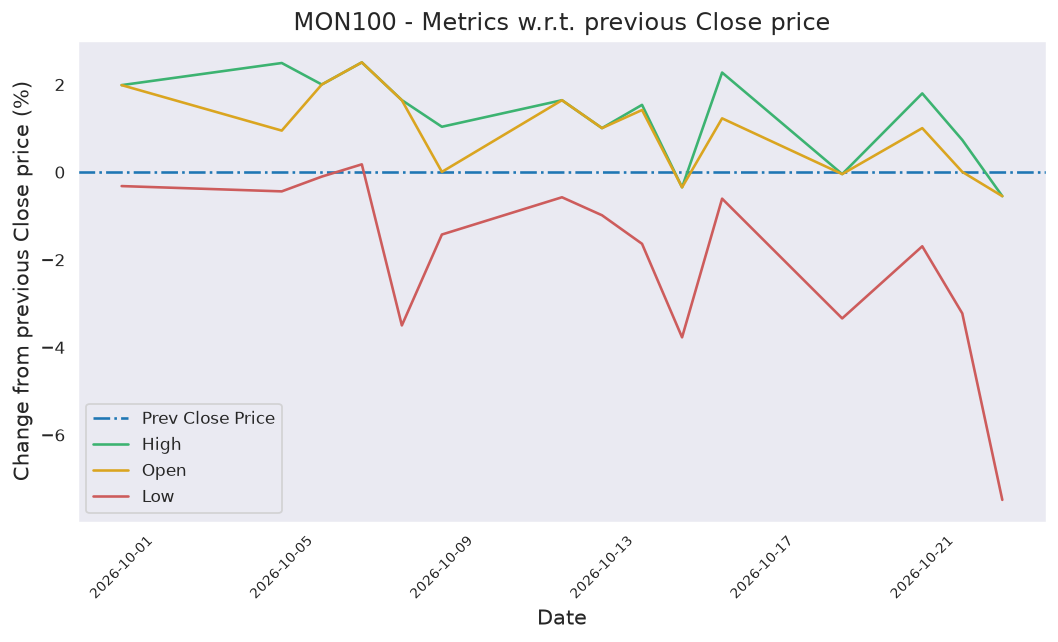 MON100 - Metrics w.r.t. previous Close price
Change from previous Close price (%)
2
0
−2
−4
−6
Prev Close Price
High
Open
Low
2026-10-01
2026-10-05
2026-10-09
2026-10-13
2026-10-17
2026-10-21
Date